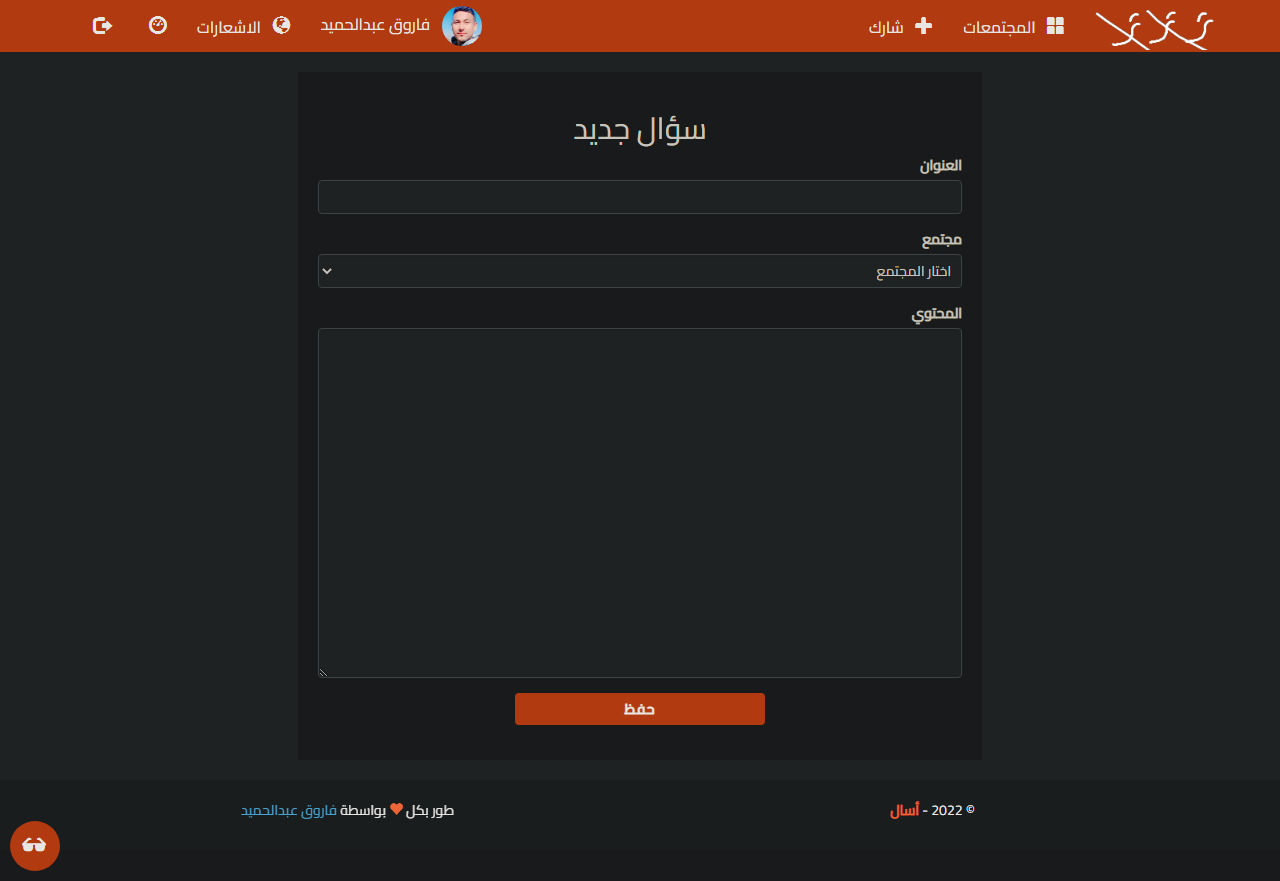 المجتمعات
شارك
فاروق عبدالحميد
الاشعارات
سؤال جديد
العنوان
مجتمع
اختار المجتمع
المحتوي
حفظ
© 2022 - أسال
طور بكل ❤ بواسطة فاروق عبدالحميد